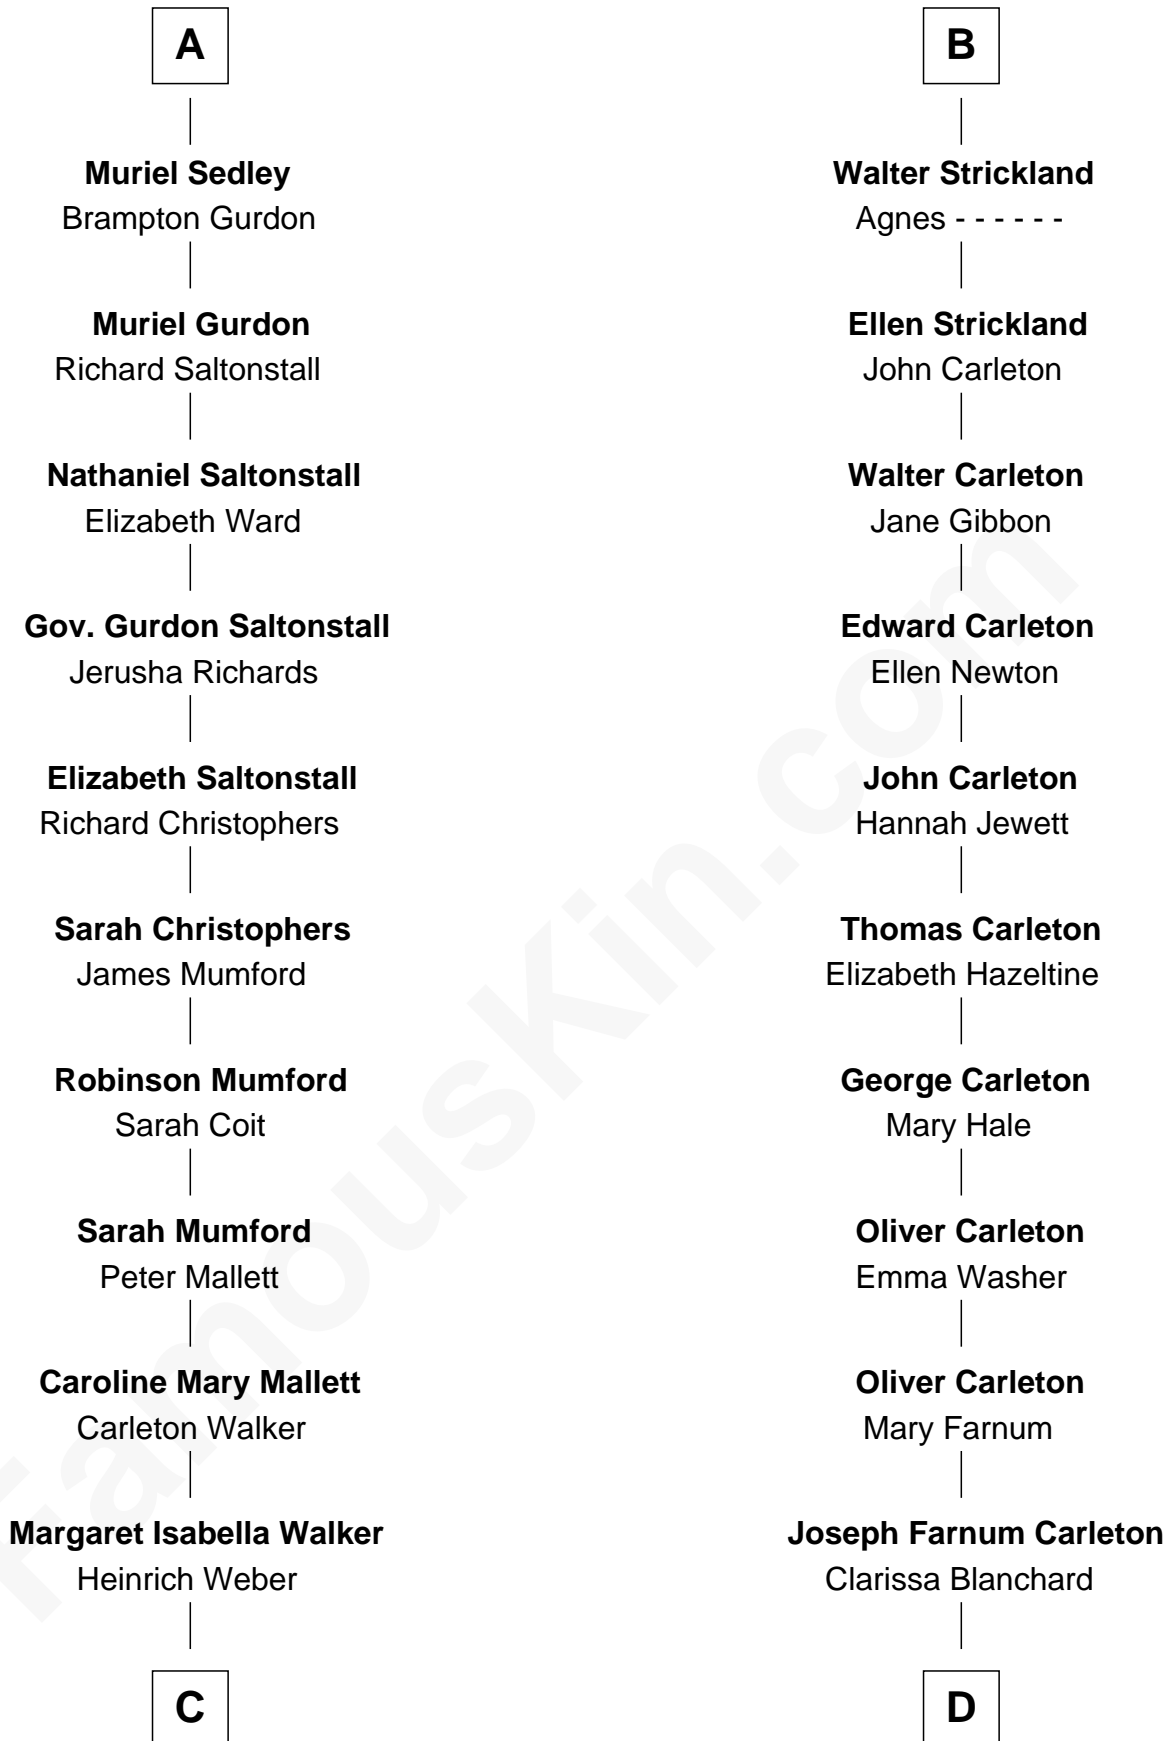 A
Muriel Sedley
Brampton Gurdon
Muriel Gurdon
Richard Saltonstall
Nathaniel Saltonstall
Elizabeth Ward
Gov. Gurdon Saltonstall
Jerusha Richards
Elizabeth Saltonstall
Richard Christophers
Sarah Christophers
James Mumford
Robinson Mumford
Sarah Coit
Sarah Mumford
Peter Mallett
Caroline Mary Mallett
Carleton Walker
Margaret Isabella Walker
Heinrich Weber
C
B
Walter Strickland
Agnes - - - - - -
Ellen Strickland
John Carleton
Walter Carleton
Jane Gibbon
Edward Carleton
Ellen Newton
John Carleton
Hannah Jewett
Thomas Carleton
Elizabeth Hazeltine
George Carleton
Mary Hale
Oliver Carleton
Emma Washer
Oliver Carleton
Mary Farnum
Joseph Farnum Carleton
Clarissa Blanchard
D
FamousKin.com